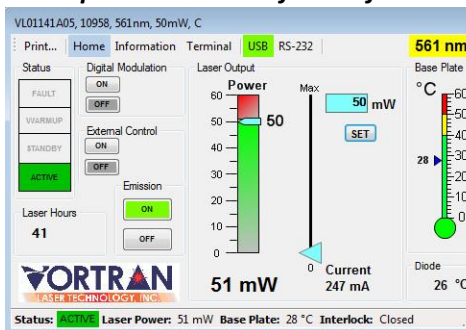 VL01141A05, 10958, 561nm, 50mW, C
Print... Home Information Terminal USB RS-232 561 nm
Status Digital Modulation Laser Output Base Plate
FAULT ON Power Max °C
WARMUP OFF 60 50 mW 60
STANDBY External Control 50 50 SET 50
ON 40 40
ACTIVE OFF 30 28 30
Laser Hours Emission 20 20
41 ON 10 10
OFF 0 0 0
VORTRAN 51 mW Current Diode
LASER TECHNOLOGY INC. 247 mA 26 °C
Status: ACTIVE Laser Power: 51 mW Base Plate: 28 °C Interlock: Closed